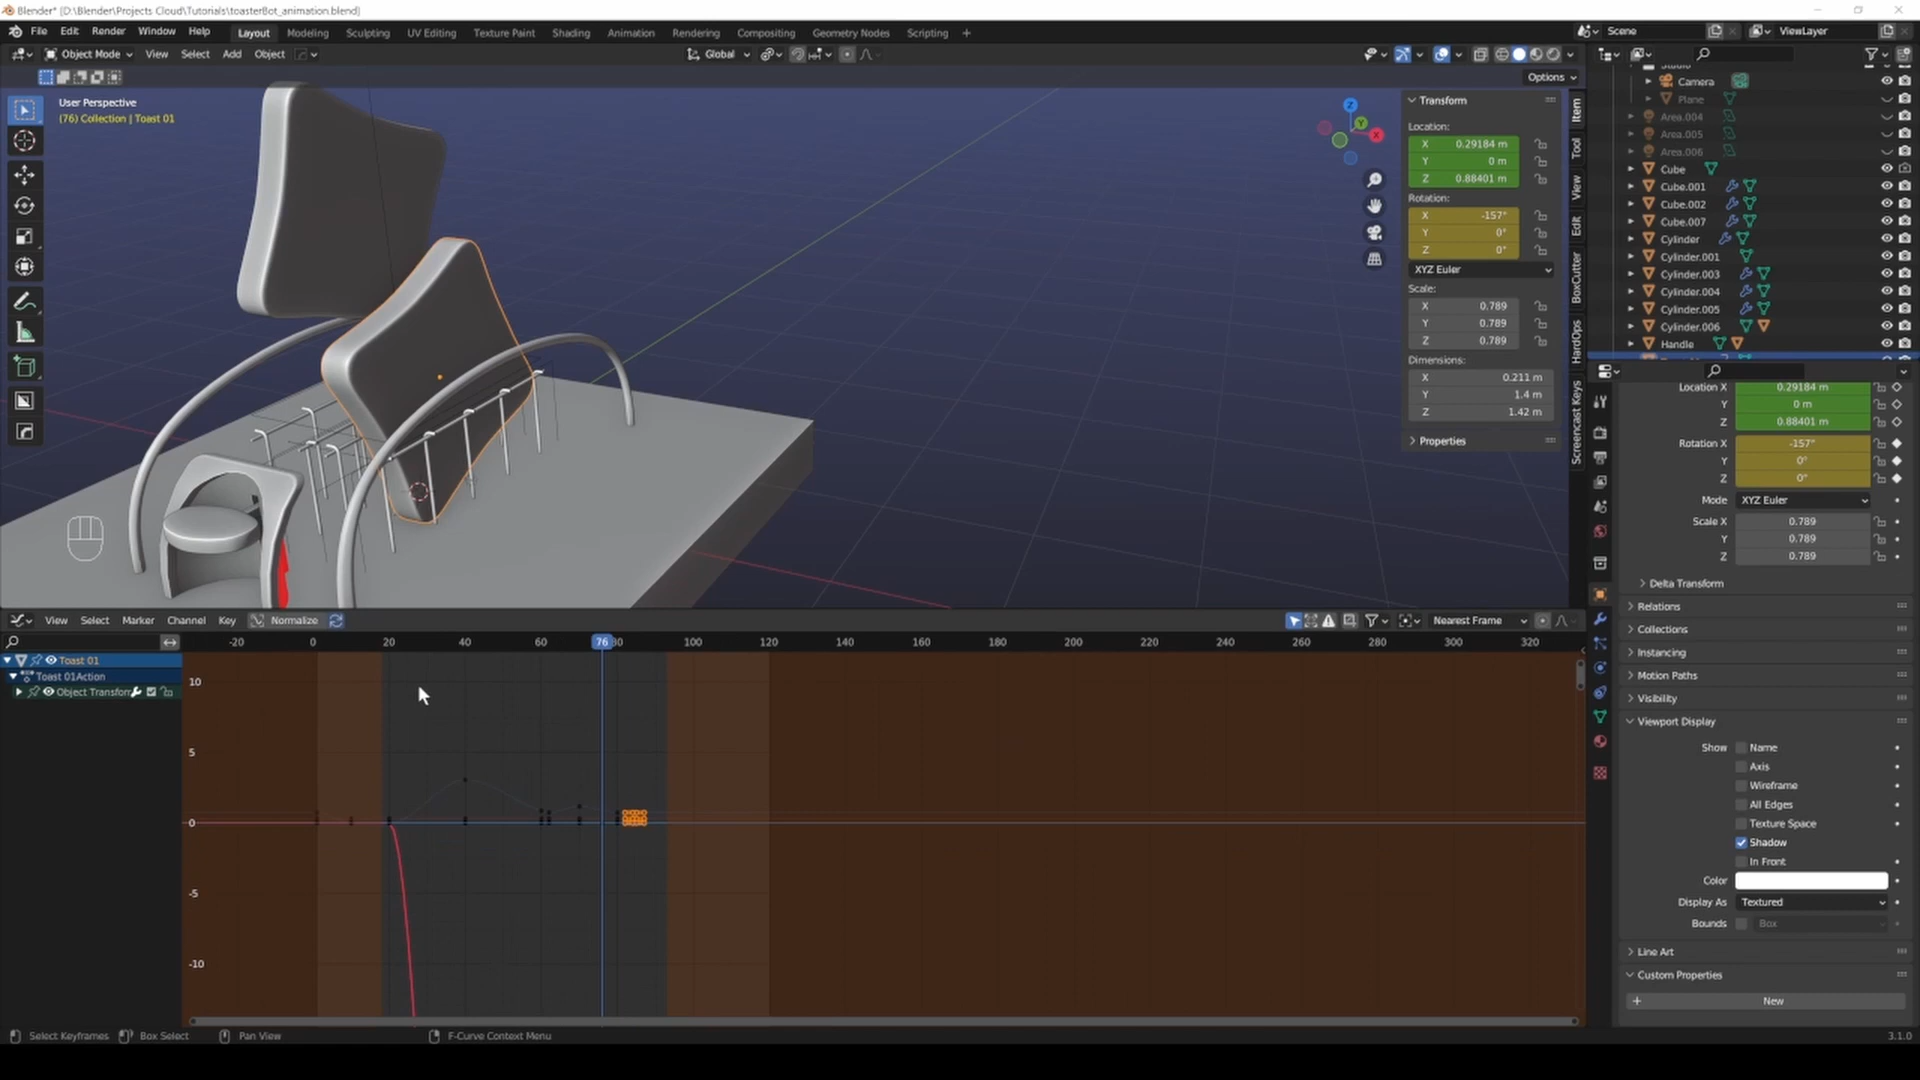 Blender* [D:\Blender\Projects Cloud\Tutorials\toasterBot_animation.blend]
File Edit Render Window Help Layout Modeling Sculpting UV Editing Texture Paint Shading Animation Rendering Compositing Geometry Nodes Scripting + Scene ViewLayer
Object Mode View Select Add Object Global
Options
User Perspective
(76) Collection | Toast 01
Transform
Location:
X 0.29184 m
Y 0 m
Z 0.88401 m
Rotation:
X -157°
Y 0°
Z 0°
XYZ Euler
Scale:
X 0.789
Y 0.789
Z 0.789
Dimensions:
X 0.211 m
Y 1.4 m
Z 1.42 m
Properties
Z
Y
X
Item
Tool
View
Edit
BoxCutter
HardOps
Screencast Keys
Camera
Plane
Area.004
Area.005
Area.006
Cube
Cube.001
Cube.002
Cube.007
Cylinder
Cylinder.001
Cylinder.003
Cylinder.004
Cylinder.005
Cylinder.006
Handle
Location X 0.29184 m
Y 0 m
Z 0.88401 m
Rotation X -157°
Y 0°
Z 0°
Mode XYZ Euler
Scale X 0.789
Y 0.789
Z 0.789
Delta Transform
Relations
Collections
Instancing
Motion Paths
Visibility
Viewport Display
Show Name
Axis
Wireframe
All Edges
Texture Space
Shadow
In Front
Color
Display As Textured
Bounds Box
Line Art
Custom Properties
New
View Select Marker Channel Key Normalize Nearest Frame
-20 0 20 40 60 76 80 100 120 140 160 180 200 220 240 260 280 300 320
Toast 01
Toast 01Action
Object Transform
10
5
0
-5
-10
Select Keyframes Box Select Pan View F-Curve Context Menu 3.1.0